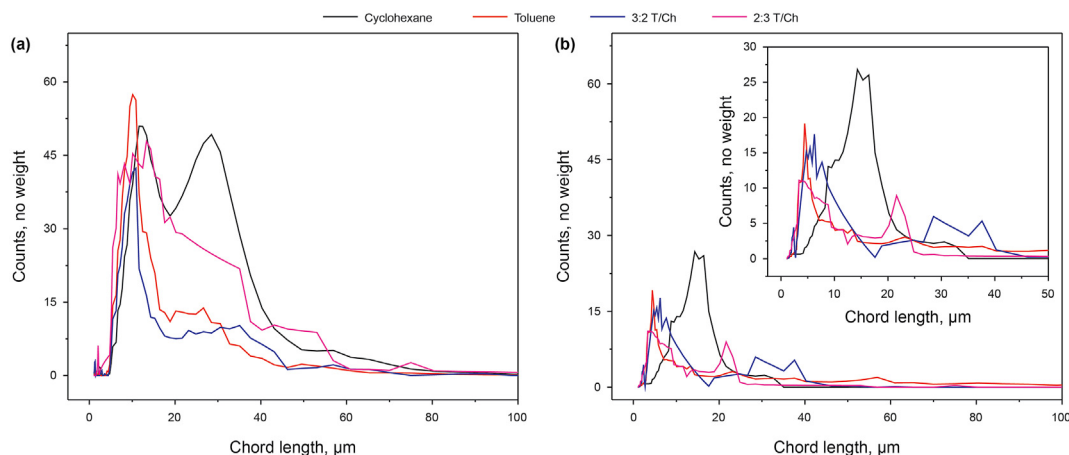 Cyclohexane Toluene 3:2 T/Ch 2:3 T/Ch
(a)
Counts, no weight
60
45
30
15
0
0 20 40 60 80 100
Chord length, µm
(b)
Counts, no weight
60
45
30
15
0
0 20 40 60 80 100
Chord length, µm
Counts, no weight
30
25
20
15
10
5
0
0 10 20 30 40 50
Chord length, µm